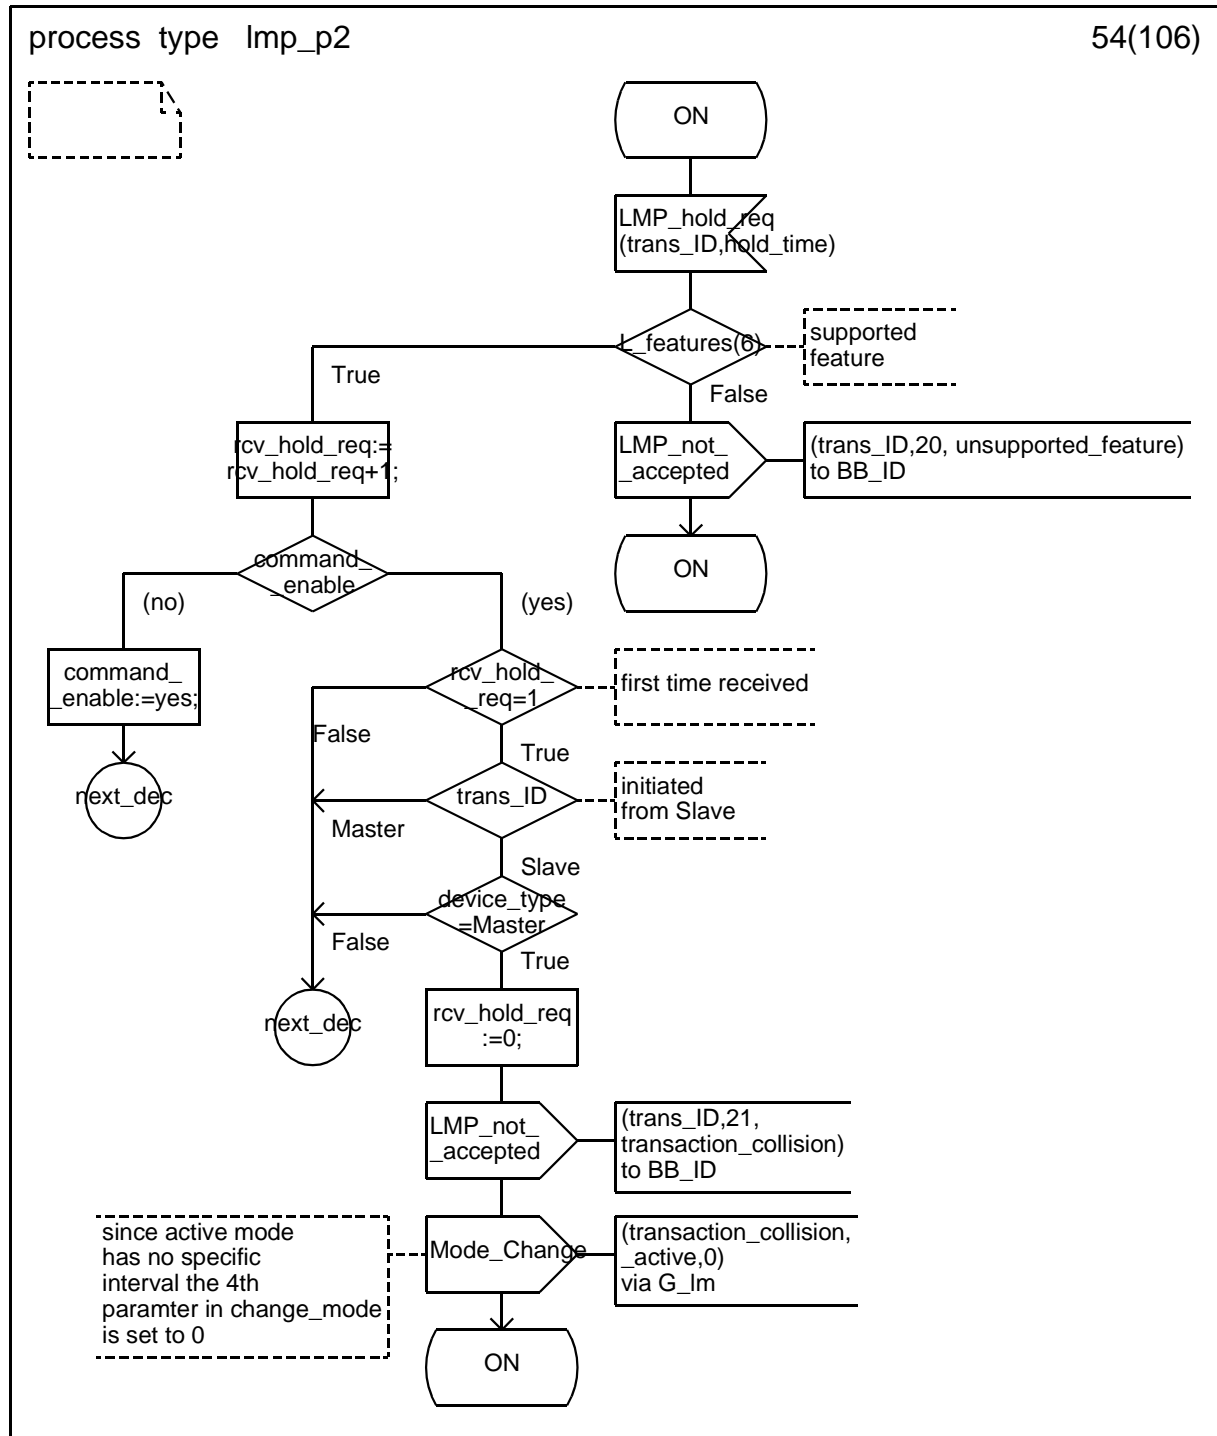 process type lmp_p2
54(106)
ON
LMP_hold_req
(trans_ID,hold_time)
L_features(6)
supported
feature
True
False
rcv_hold_req:=
rcv_hold_req+1;
LMP_not_
_accepted
(trans_ID,20, unsupported_feature)
to BB_ID
command_
_enable
ON
(no)
(yes)
command_
_enable:=yes;
rcv_hold_
_req=1
first time received
False
True
next_dec
trans_ID
initiated
from Slave
Master
Slave
device_type
=Master
False
True
next_dec
rcv_hold_req
:=0;
LMP_not_
_accepted
(trans_ID,21,
transaction_collision)
to BB_ID
since active mode
has no specific
interval the 4th
paramter in change_mode
is set to 0
Mode_Change
(transaction_collision,
_active,0)
via G_lm
ON